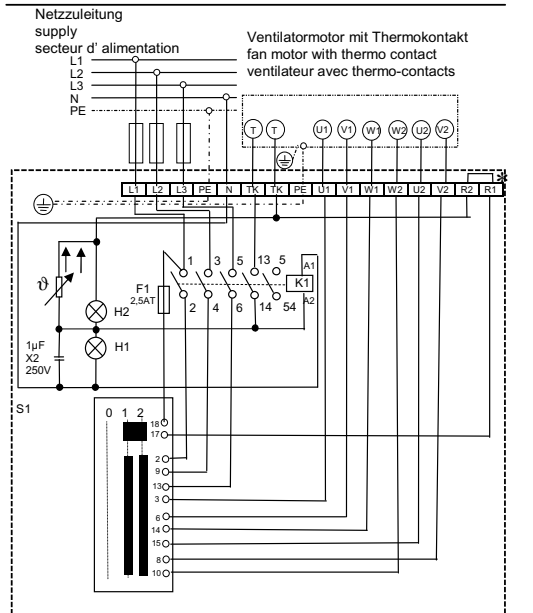 Netzzuleitung
supply
secteur d' alimentation
Ventilatormotor mit Thermokontakt
fan motor with thermo contact
ventilateur avec thermo-contacts
L1
L2
L3
N
PE
T T U1 V1 W1 W2 U2 V2
L1 L2 L3 PE N TK TK PE U1 V1 W1 W2 U2 V2 R2 R1 *
1 3 5 13 5 A1
ϑ
F1 K1
2,5AT A2
H2 2 4 6 14 54
1µF H1
X2
250V
S1
0 1 2
18
17
2
9
13
3
6
14
15
8
10